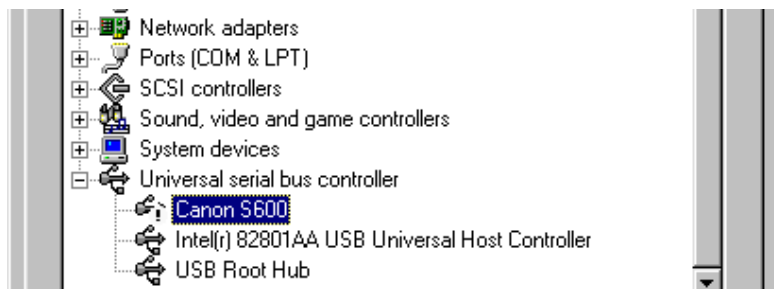 Network adapters
Ports (COM & LPT)
SCSI controllers
Sound, video and game controllers
System devices
Universal serial bus controller
Canon S600
Intel(r) 82801AA USB Universal Host Controller
USB Root Hub